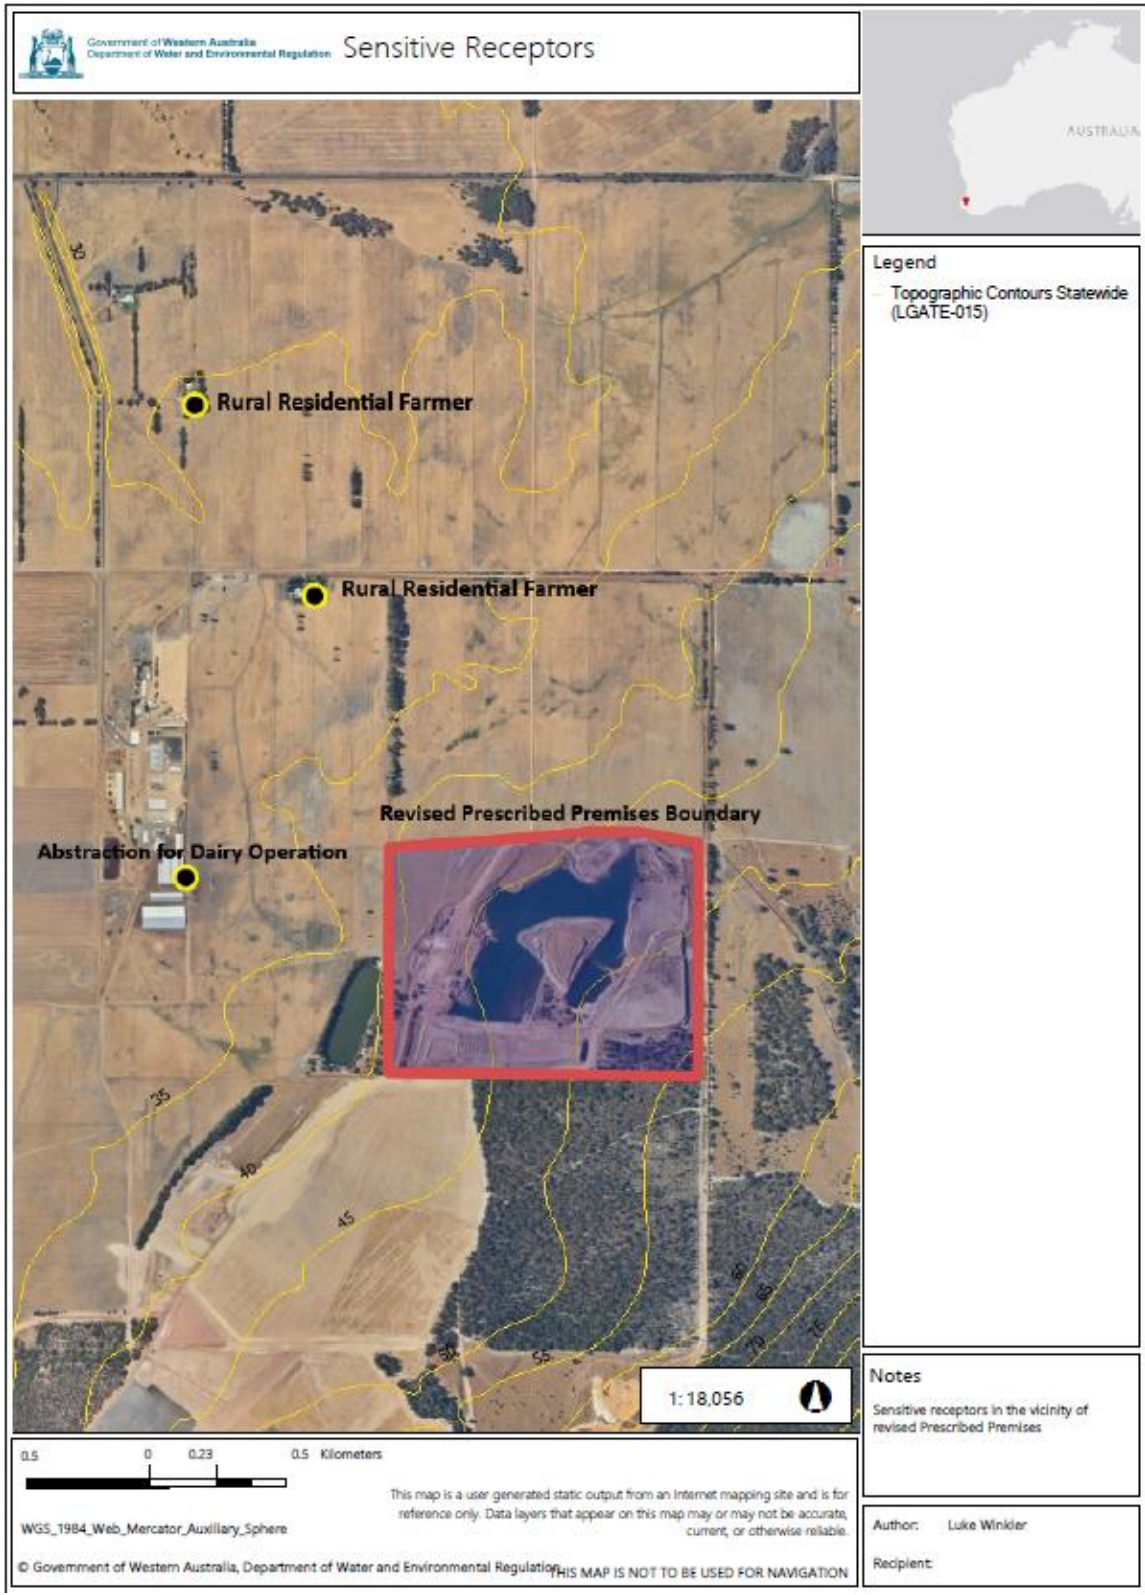 Government of Western Australia
Department of Water and Environmental Regulation
Sensitive Receptors
AUSTRALIA
Legend
Topographic Contours Statewide
(LGATE-015)
Rural Residential Farmer
Rural Residential Farmer
Revised Prescribed Premises Boundary
Abstraction for Dairy Operation
35
40
45
60
65
70
55
1: 18,056
Notes
Sensitive receptors in the vicinity of
revised Prescribed Premises
0.5 0 0.23 0.5 Kilometers
This map is a user generated static output from an Internet mapping site and is for
reference only. Data layers that appear on this map may or may not be accurate,
current, or otherwise reliable.
WGS_1984_Web_Mercator_Auxiliary_Sphere
© Government of Western Australia, Department of Water and Environmental Regulation
THIS MAP IS NOT TO BE USED FOR NAVIGATION
Author: Luke Winkler
Recipient: